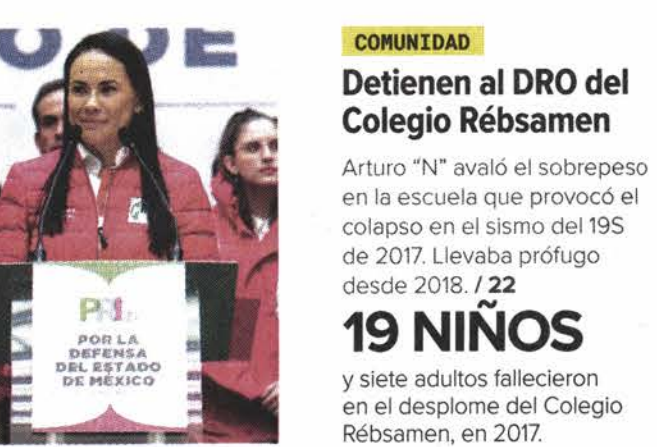 O DE
PRI
POR LA
DEFENSA
DEL ESTADO
DE MÉXICO
COMUNIDAD
Detienen al DRO del
Colegio Rébsamen
Arturo “N” avaló el sobrepeso
en la escuela que provocó el
colapso en el sismo del 19S
de 2017. Llevaba prófugo
desde 2018. / 22
19 NIÑOS
y siete adultos fallecieron
en el desplome del Colegio
Rébsamen, en 2017.